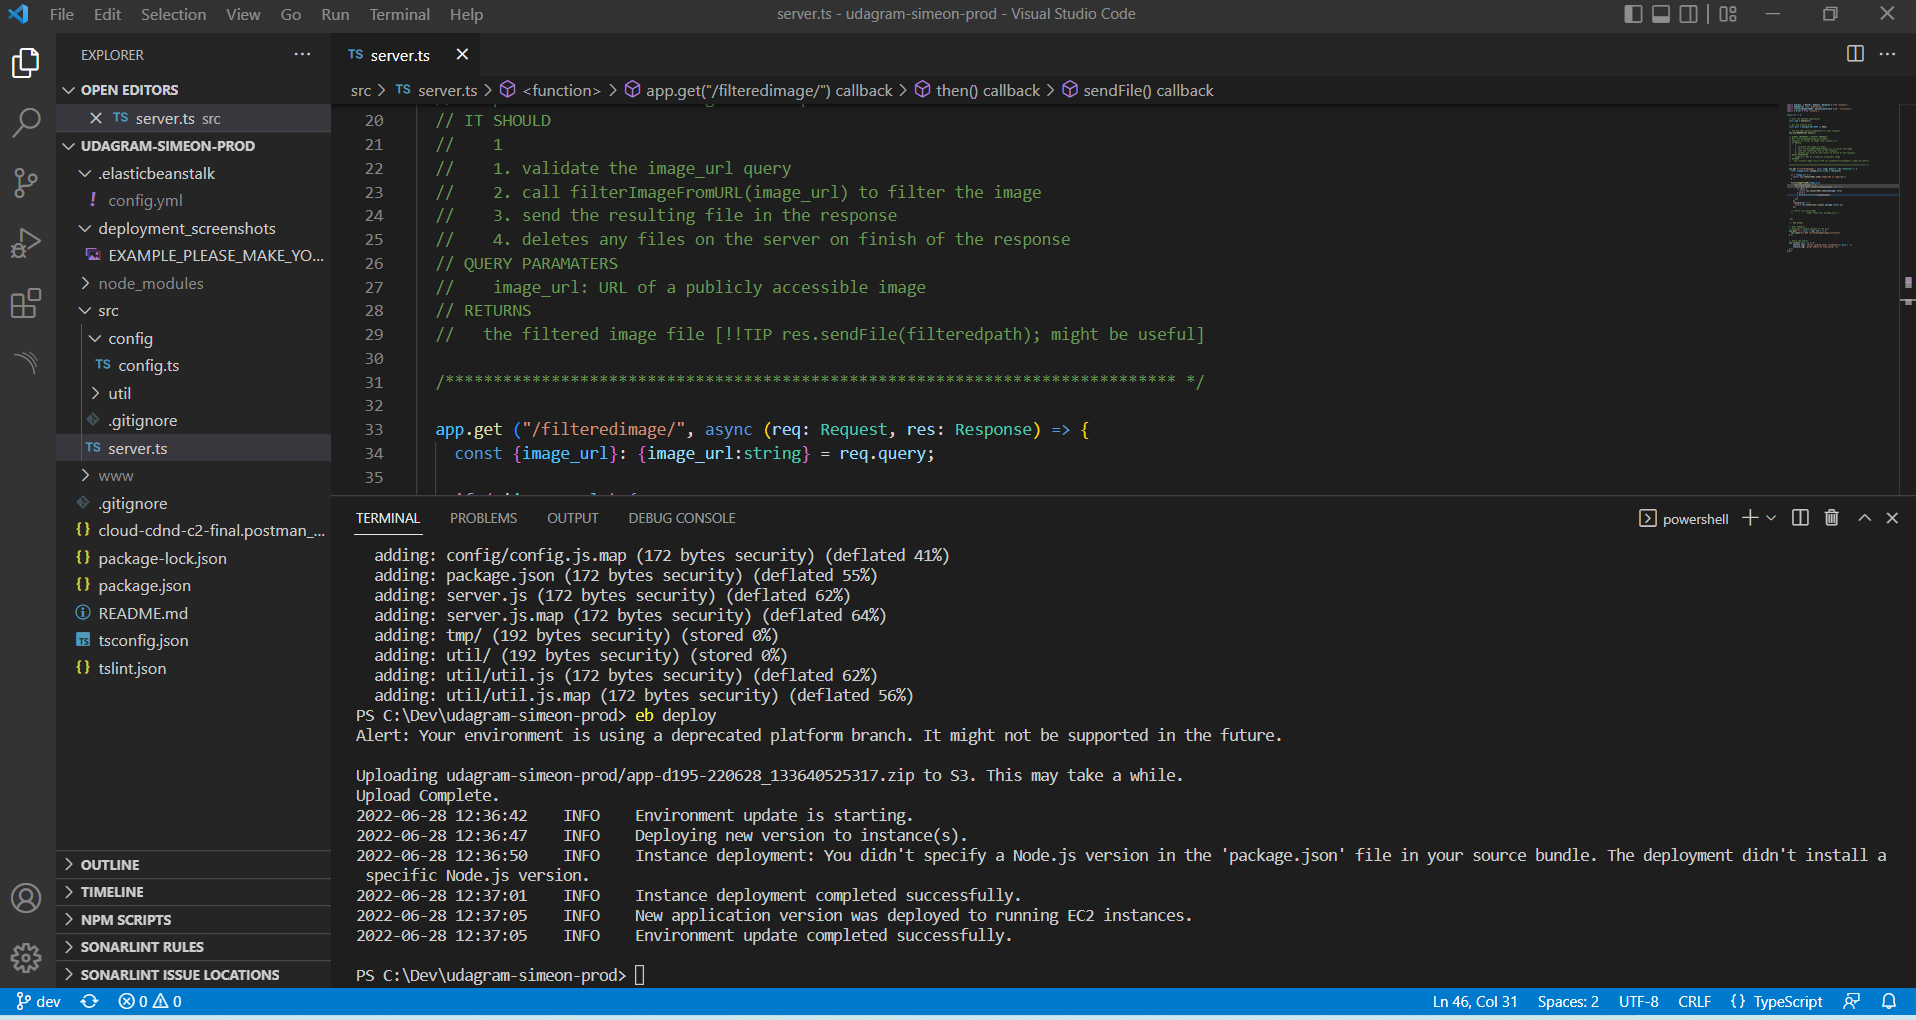 File Edit Selection View Go Run Terminal Help
server.ts - udagram-simeon-prod - Visual Studio Code
EXPLORER
OPEN EDITORS
TS server.ts src
UDAGRAM-SIMEON-PROD
.elasticbeanstalk
! config.yml
deployment_screenshots
EXAMPLE_PLEASE_MAKE_YO...
node_modules
src
config
TS config.ts
util
.gitignore
TS server.ts
www
.gitignore
{} cloud-cdnd-c2-final.postman_...
{} package-lock.json
{} package.json
README.md
TS tsconfig.json
{} tslint.json
OUTLINE
TIMELINE
NPM SCRIPTS
SONARLINT RULES
SONARLINT ISSUE LOCATIONS
TS server.ts
src > TS server.ts > <function> > app.get("/filteredimage/") callback > then() callback > sendFile() callback
20 // IT SHOULD
21 //    1
22 //    1. validate the image_url query
23 //    2. call filterImageFromURL(image_url) to filter the image
24 //    3. send the resulting file in the response
25 //    4. deletes any files on the server on finish of the response
26 // QUERY PARAMATERS
27 //    image_url: URL of a publicly accessible image
28 // RETURNS
29 //   the filtered image file [!!TIP res.sendFile(filteredpath); might be useful]
30
31 /**************************************************************************** */
32
33 app.get ("/filteredimage/", async (req: Request, res: Response) => {
34   const {image_url}: {image_url:string} = req.query;
35
TERMINAL PROBLEMS OUTPUT DEBUG CONSOLE
powershell
adding: config/config.js.map (172 bytes security) (deflated 41%)
adding: package.json (172 bytes security) (deflated 55%)
adding: server.js (172 bytes security) (deflated 62%)
adding: server.js.map (172 bytes security) (deflated 64%)
adding: tmp/ (192 bytes security) (stored 0%)
adding: util/ (192 bytes security) (stored 0%)
adding: util/util.js (172 bytes security) (deflated 62%)
adding: util/util.js.map (172 bytes security) (deflated 56%)
PS C:\Dev\udagram-simeon-prod> eb deploy
Alert: Your environment is using a deprecated platform branch. It might not be supported in the future.
Uploading udagram-simeon-prod/app-d195-220628_133640525317.zip to S3. This may take a while.
Upload Complete.
2022-06-28 12:36:42    INFO    Environment update is starting.
2022-06-28 12:36:47    INFO    Deploying new version to instance(s).
2022-06-28 12:36:50    INFO    Instance deployment: You didn't specify a Node.js version in the 'package.json' file in your source bundle. The deployment didn't install a
specific Node.js version.
2022-06-28 12:37:01    INFO    Instance deployment completed successfully.
2022-06-28 12:37:05    INFO    New application version was deployed to running EC2 instances.
2022-06-28 12:37:05    INFO    Environment update completed successfully.
PS C:\Dev\udagram-simeon-prod>
dev 0 0
Ln 46, Col 31 Spaces: 2 UTF-8 CRLF {} TypeScript